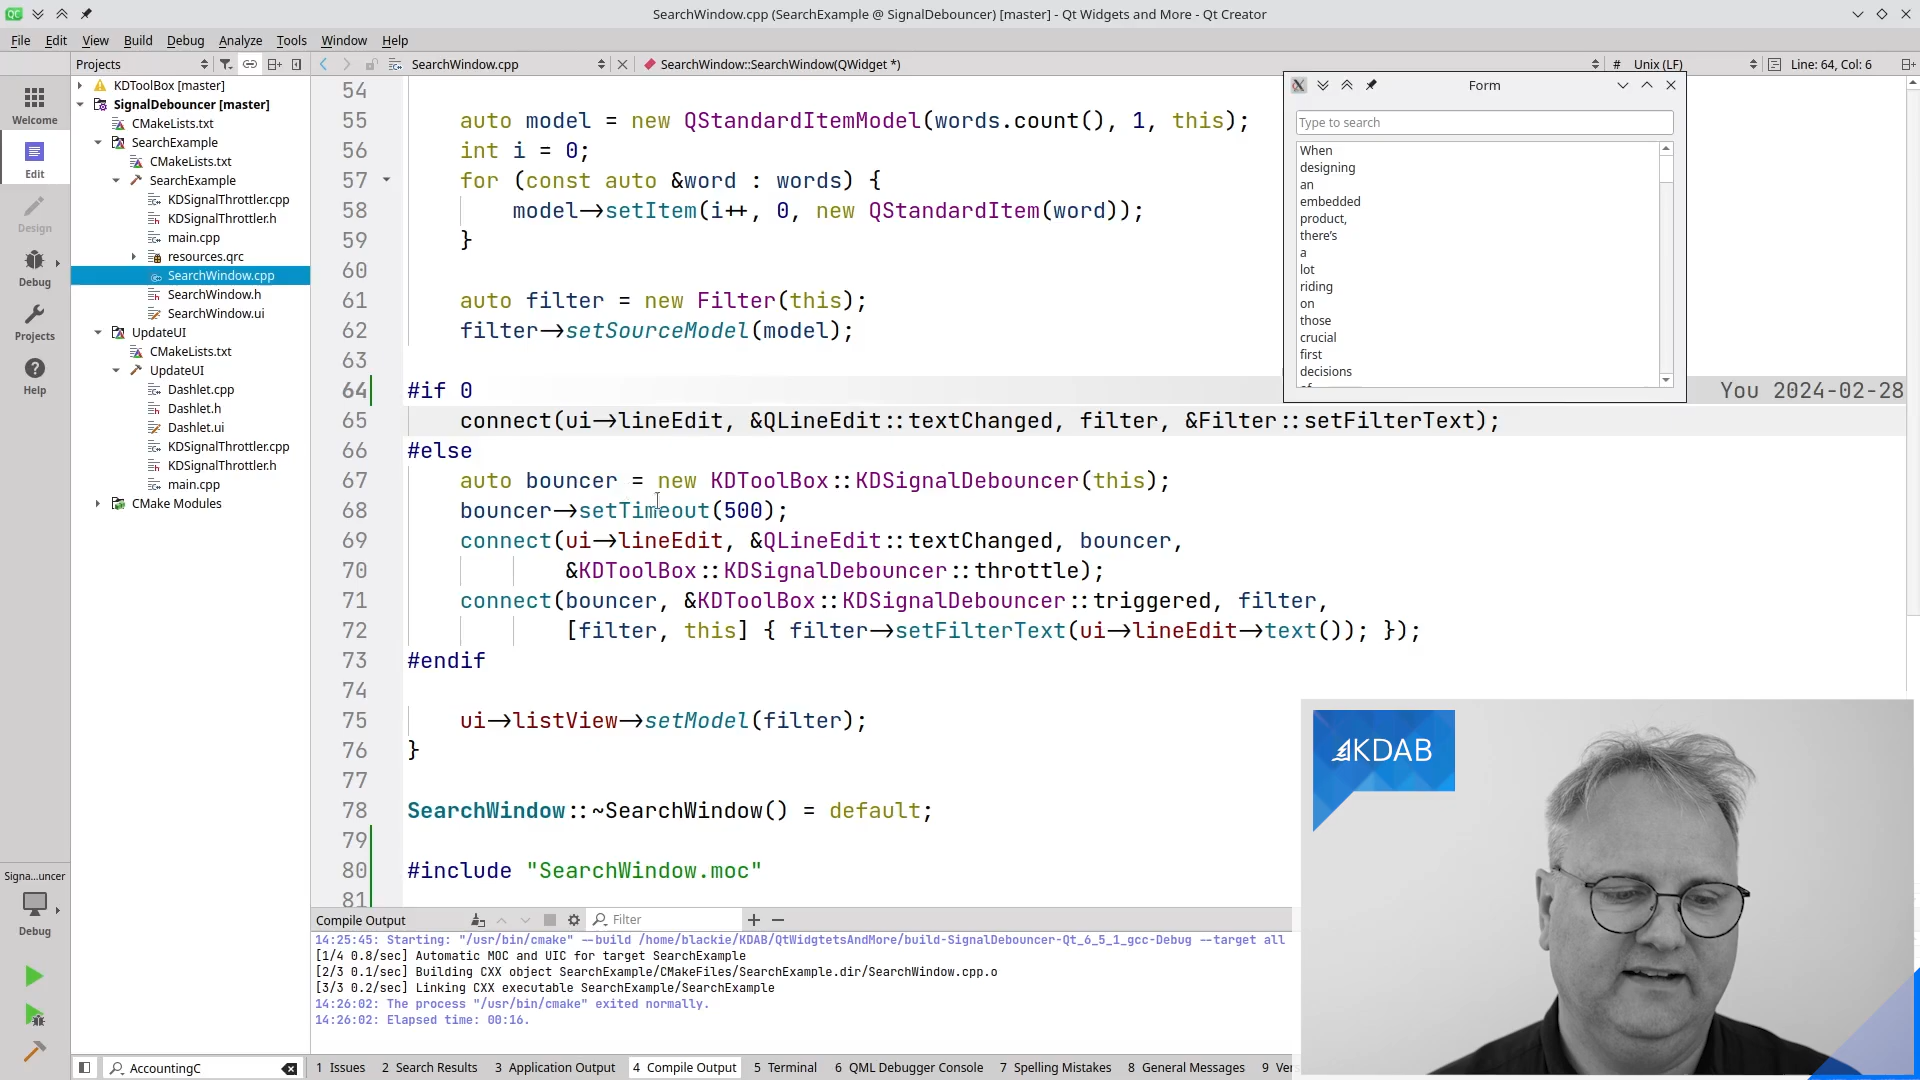 SearchWindow.cpp (SearchExample @ SignalDebouncer) [master] - Qt Widgets and More - Qt Creator
File Edit View Build Debug Analyze Tools Window Help
Projects
SearchWindow.cpp
SearchWindow::SearchWindow(QWidget *)
# Unix (LF)
Line: 64, Col: 6
Welcome
Edit
Design
Debug
Projects
Help
Signa...uncer
Debug
KDToolBox [master]
SignalDebouncer [master]
CMakeLists.txt
SearchExample
CMakeLists.txt
SearchExample
KDSignalThrottler.cpp
KDSignalThrottler.h
main.cpp
resources.qrc
SearchWindow.cpp
SearchWindow.h
SearchWindow.ui
UpdateUI
CMakeLists.txt
UpdateUI
Dashlet.cpp
Dashlet.h
Dashlet.ui
KDSignalThrottler.cpp
KDSignalThrottler.h
main.cpp
CMake Modules
54
55 auto model = new QStandardItemModel(words.count(), 1, this);
56 int i = 0;
57 for (const auto &word : words) {
58 model->setItem(i++, 0, new QStandardItem(word));
59 }
60
61 auto filter = new Filter(this);
62 filter->setSourceModel(model);
63
64 #if 0 You 2024-02-28
65 connect(ui->lineEdit, &QLineEdit::textChanged, filter, &Filter::setFilterText);
66 #else
67 auto bouncer = new KDToolBox::KDSignalDebouncer(this);
68 bouncer->setTimeout(500);
69 connect(ui->lineEdit, &QLineEdit::textChanged, bouncer,
70 &KDToolBox::KDSignalDebouncer::throttle);
71 connect(bouncer, &KDToolBox::KDSignalDebouncer::triggered, filter,
72 [filter, this] { filter->setFilterText(ui->lineEdit->text()); });
73 #endif
74
75 ui->listView->setModel(filter);
76 }
77
78 SearchWindow::~SearchWindow() = default;
79
80 #include "SearchWindow.moc"
81
Form
Type to search
When
designing
an
embedded
product,
there's
a
lot
riding
on
those
crucial
first
decisions
KDAB
Compile Output
Filter
14:25:45: Starting: "/usr/bin/cmake" --build /home/blackie/KDAB/QtWidgtetsAndMore/build-SignalDebouncer-Qt_6_5_1_gcc-Debug --target all
[1/4 0.8/sec] Automatic MOC and UIC for target SearchExample
[2/3 0.1/sec] Building CXX object SearchExample/CMakeFiles/SearchExample.dir/SearchWindow.cpp.o
[3/3 0.2/sec] Linking CXX executable SearchExample/SearchExample
14:26:02: The process "/usr/bin/cmake" exited normally.
14:26:02: Elapsed time: 00:16.
AccountingC
1 Issues 2 Search Results 3 Application Output 4 Compile Output 5 Terminal 6 QML Debugger Console 7 Spelling Mistakes 8 General Messages 9